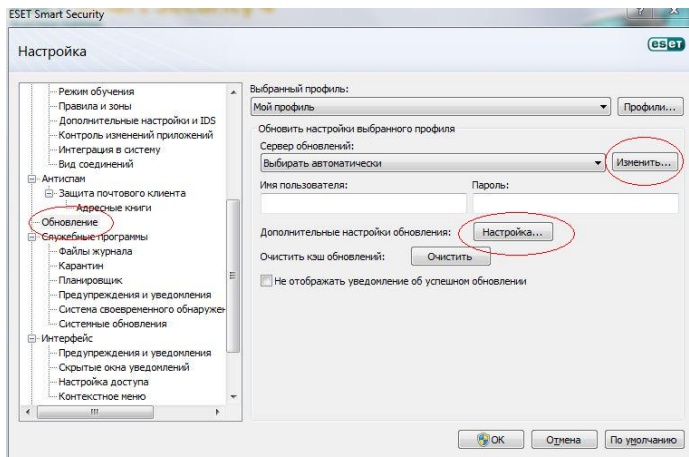 ESET Smart Security
Настройка
eset
Режим обучения
Правила и зоны
Дополнительные настройки и IDS
Контроль изменений приложений
Интеграция в систему
Вид соединений
Антиспам
Защита почтового клиента
Адресные книги
Обновление
Служебные программы
Файлы журнала
Карантин
Планировщик
Предупреждения и уведомления
Система своевременного обнаружен
Системные обновления
Интерфейс
Предупреждения и уведомления
Скрытые окна уведомлений
Настройка доступа
Контекстное меню
Выбранный профиль:
Мой профиль
Профили...
Обновить настройки выбранного профиля
Сервер обновлений:
Выбирать автоматически
Изменить...
Имя пользователя: Пароль:
Дополнительные настройки обновления: Настройка...
Очистить кэш обновлений: Очистить
Не отображать уведомление об успешном обновлении
OK Отмена По умолчанию